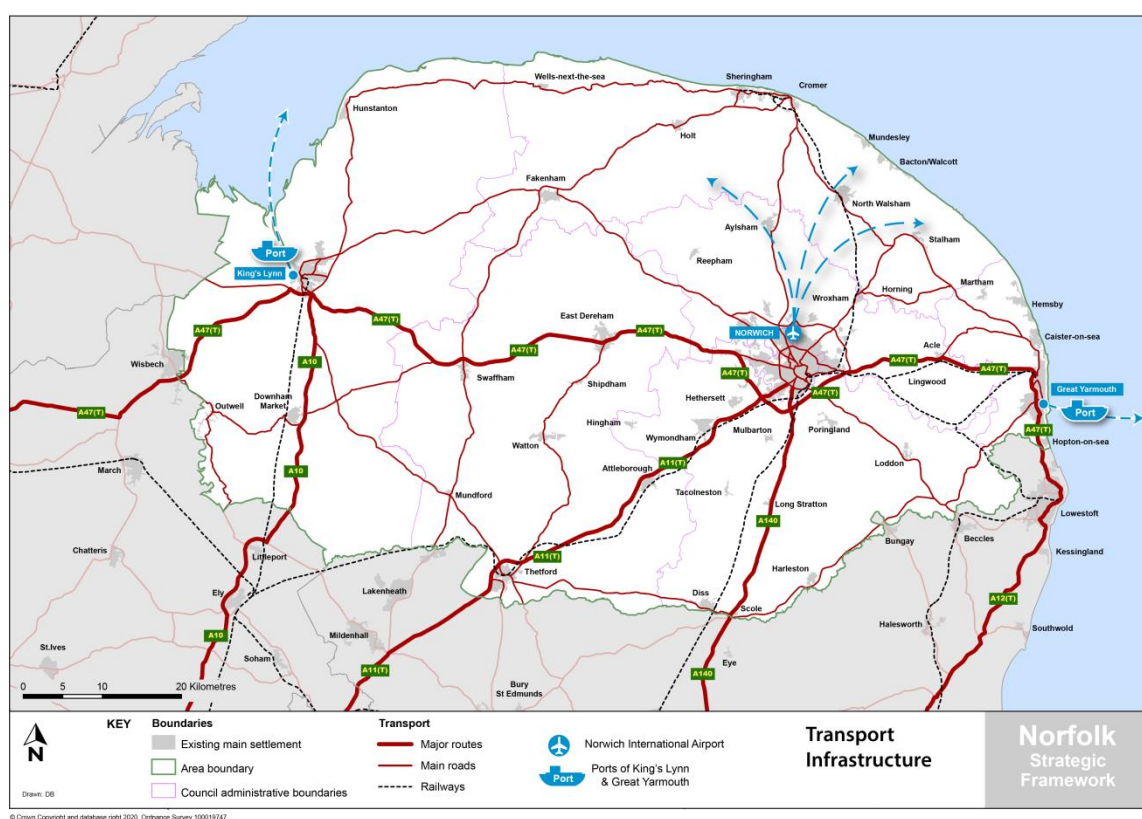 Wells-next-the-sea
Sheringham
Cromer
Hunstanton
Holt
Mundesley
Bacton/Walcott
Fakenham
North Walsham
Aylsham
Stalham
Port
King's Lynn
Reepham
Martham
Wroxham
Horning
Hemsby
A47(T)
A47(T)
East Dereham
A47(T)
NORWICH
Caister-on-sea
A47(T)
A10
Acle
Wisbech
Swaffham
A47(T)
A47(T)
A47(T)
Lingwood
Shipdham
Great Yarmouth
Port
A47(T)
Outwell
Downham
Market
Hethersett
A47(T)
Hingham
Mulbarton
Poringland
A47(T)
Wymondham
Hopton-on-sea
Watton
March
A10
Attleborough
A11(T)
Loddon
Mundford
Tacolneston
Long Stratton
Lowestoft
A140
Chatteris
Littleport
A11(T)
Bungay
Beccles
Kessingland
Thetford
Harleston
Ely
Lakenheath
Diss
Scole
A12(T)
A10
Mildenhall
Halesworth
Southwold
St.Ives
Soham
A11(T)
Eye
A140
Bury
St Edmunds
0 5 10 20 Kilometres
N
Drawn: DB
KEY
Boundaries
Existing main settlement
Area boundary
Council administrative boundaries
Transport
Major routes
Main roads
Railways
Norwich International Airport
Port
Ports of King's Lynn
& Great Yarmouth
Transport
Infrastructure
Norfolk
Strategic
Framework
© Crown Copyright and database right 2020. Ordnance Survey 100019747